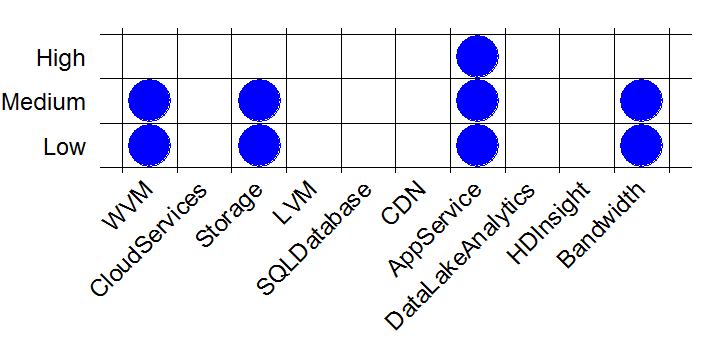 High
Medium
Low
WVM
CloudServices
Storage
LVM
SQLDatabase
CDN
AppService
DataLakeAnalytics
HDInsight
Bandwidth